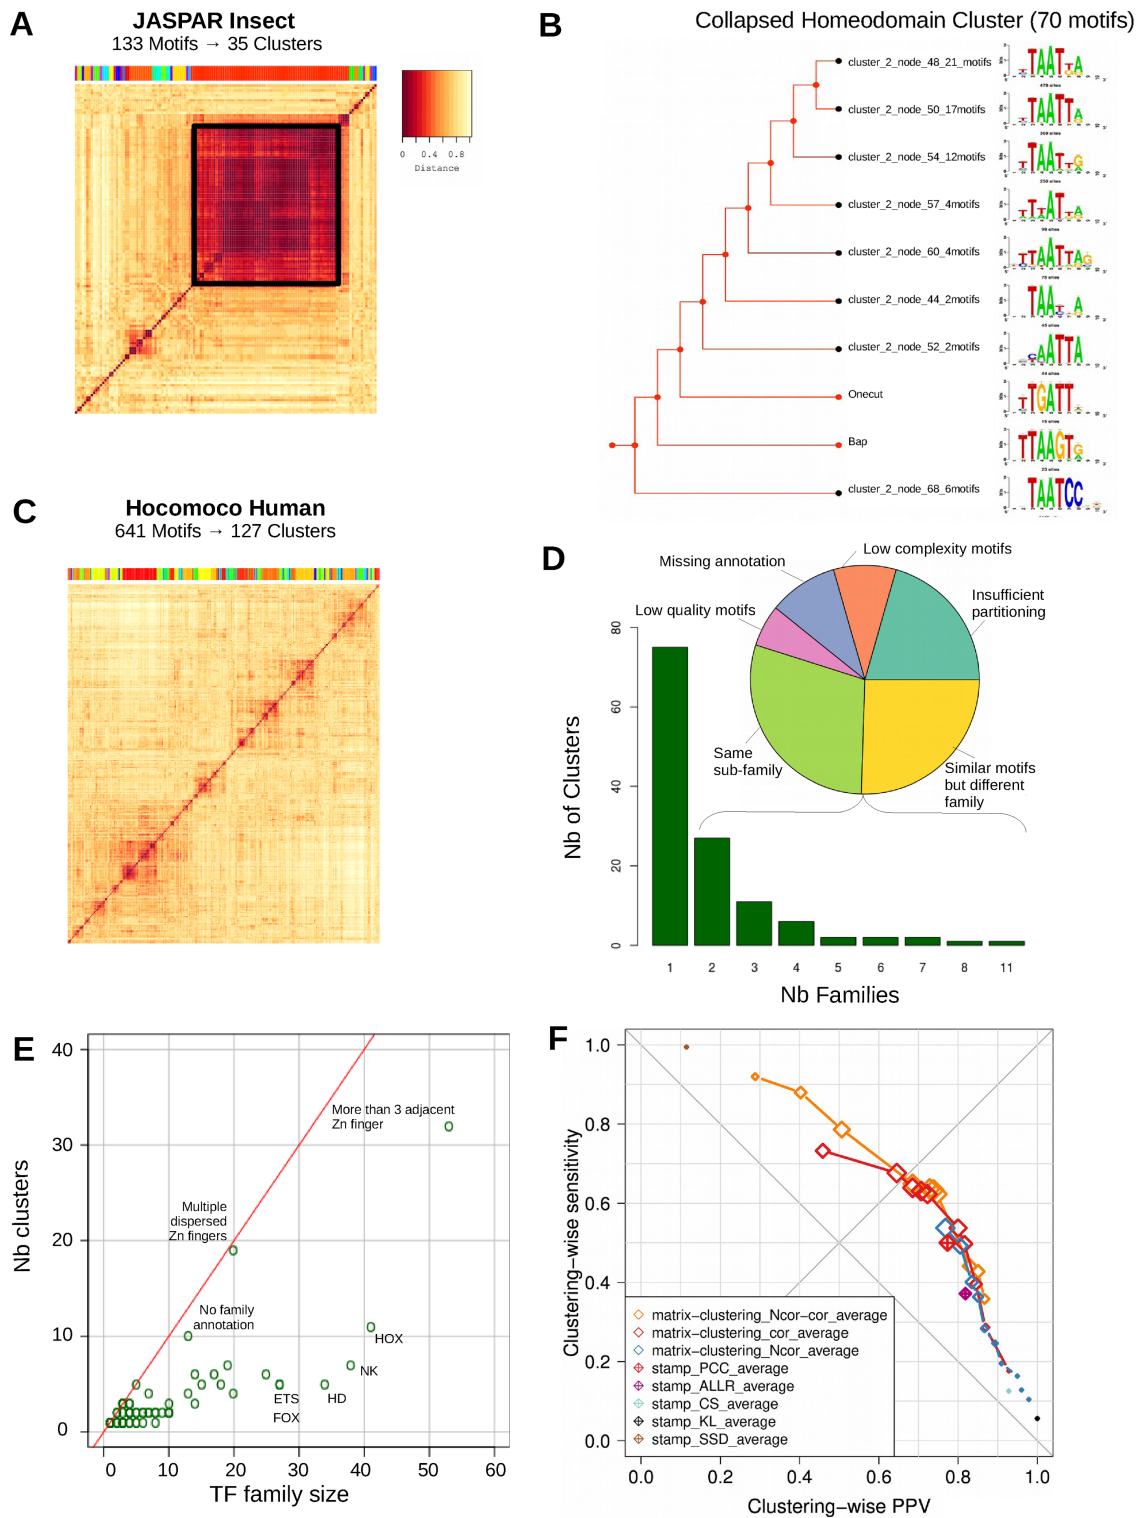 A
JASPAR Insect
133 Motifs → 35 Clusters
0 0.4 0.8
Distance
B
Collapsed Homeodomain Cluster (70 motifs)
cluster_2_node_48_21_motifs
cluster_2_node_50_17motifs
cluster_2_node_54_12motifs
cluster_2_node_57_4motifs
cluster_2_node_60_4motifs
cluster_2_node_44_2motifs
cluster_2_node_52_2motifs
Onecut
Bap
cluster_2_node_68_6motifs
C
Hocomoco Human
641 Motifs → 127 Clusters
D
Low complexity motifs
Missing annotation
Insufficient
partitioning
Low quality motifs
Same
sub-family
Similar motifs
but different
family
Nb of Clusters
80
60
40
20
0
1 2 3 4 5 6 7 8 11
Nb Families
E
Nb clusters
40
30
20
10
0
More than 3 adjacent
Zn finger
Multiple
dispersed
Zn fingers
No family
annotation
HOX
NK
ETS
FOX
HD
0 10 20 30 40 50 60
TF family size
F
Clustering−wise sensitivity
1.0
0.8
0.6
0.4
0.2
0.0
matrix−clustering_Ncor−cor_average
matrix−clustering_cor_average
matrix−clustering_Ncor_average
stamp_PCC_average
stamp_ALLR_average
stamp_CS_average
stamp_KL_average
stamp_SSD_average
0.0 0.2 0.4 0.6 0.8 1.0
Clustering−wise PPV